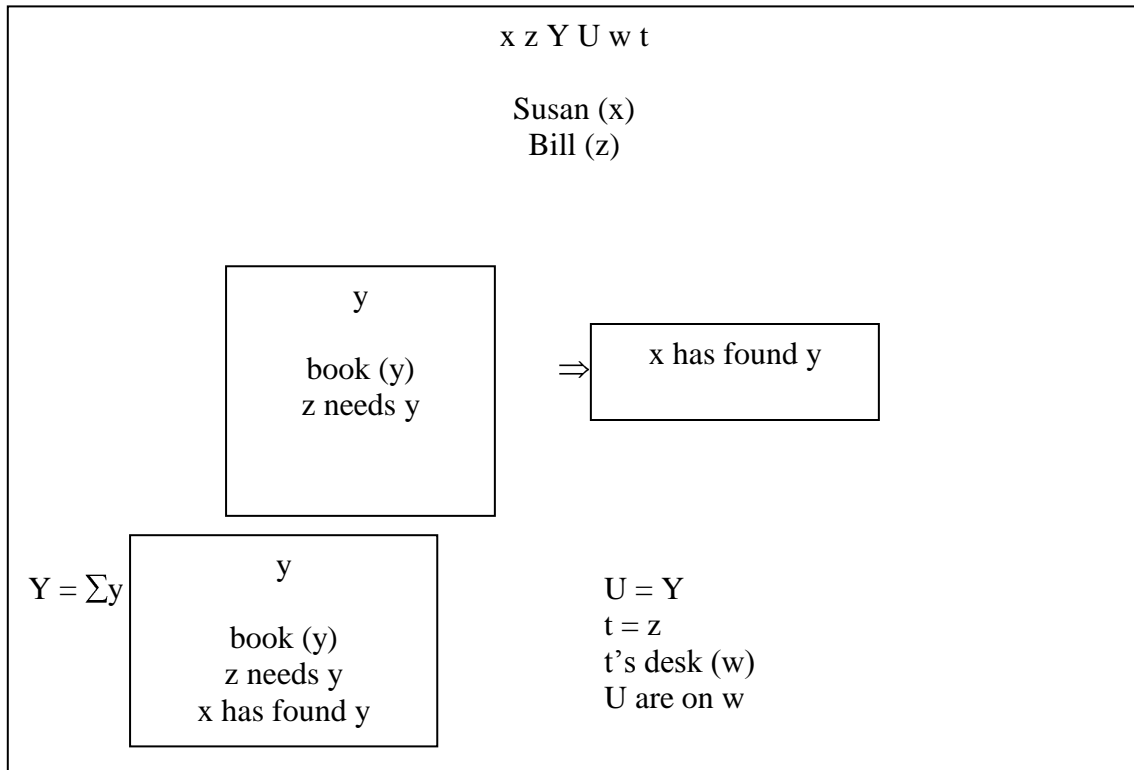 x z Y U w t
Susan (x)
Bill (z)
y
book (y)
z needs y
⇒
x has found y
Y = ∑y
y
book (y)
z needs y
x has found y
U = Y
t = z
t’s desk (w)
U are on w